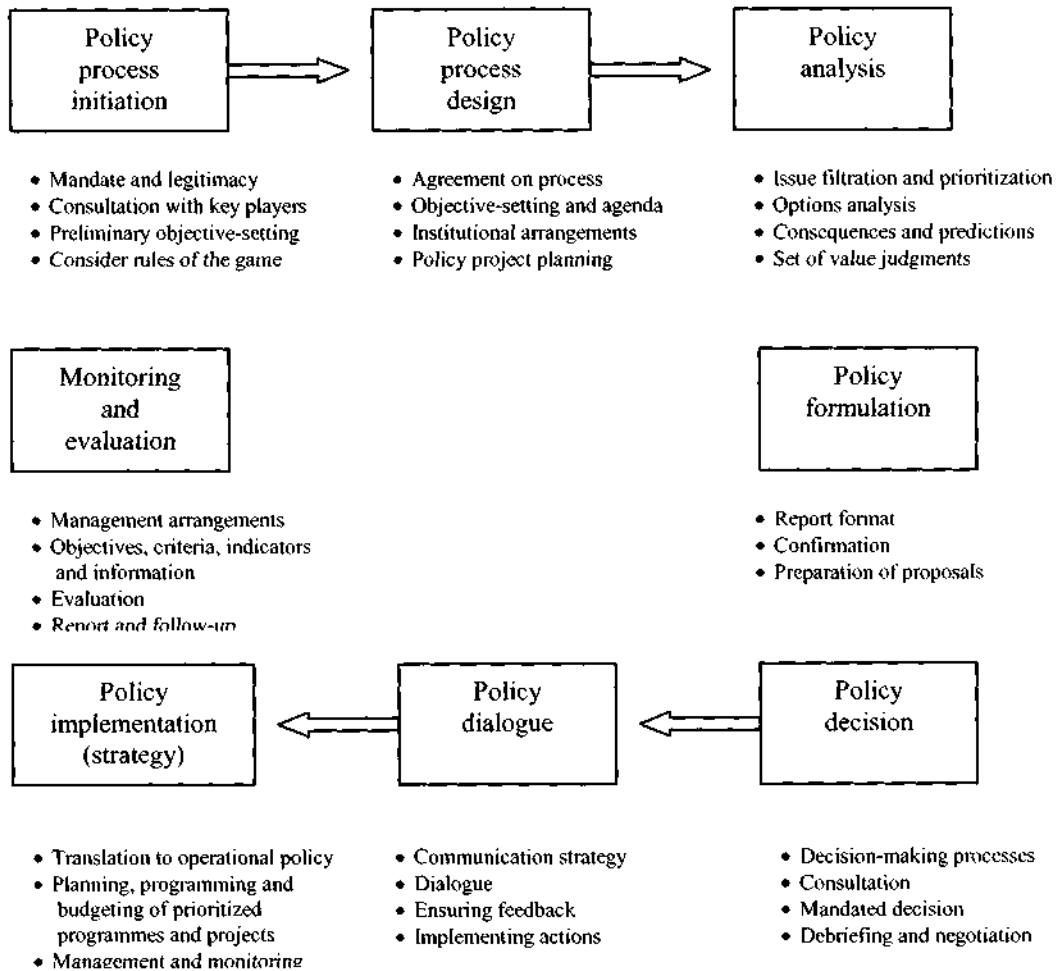 Policy
process
initiation
Policy
process
design
Policy
analysis
• Mandate and legitimacy
• Consultation with key players
• Preliminary objective-setting
• Consider rules of the game
• Agreement on process
• Objective-setting and agenda
• Institutional arrangements
• Policy project planning
• Issue filtration and prioritization
• Options analysis
• Consequences and predictions
• Set of value judgments
Monitoring
and
evaluation
Policy
formulation
• Management arrangements
• Objectives, criteria, indicators
and information
• Evaluation
• Report and follow-up
• Report format
• Confirmation
• Preparation of proposals
Policy
implementation
(strategy)
Policy
dialogue
Policy
decision
• Translation to operational policy
• Planning, programming and
budgeting of prioritized
programmes and projects
• Management and monitoring
• Communication strategy
• Dialogue
• Ensuring feedback
• Implementing actions
• Decision-making processes
• Consultation
• Mandated decision
• Debriefing and negotiation